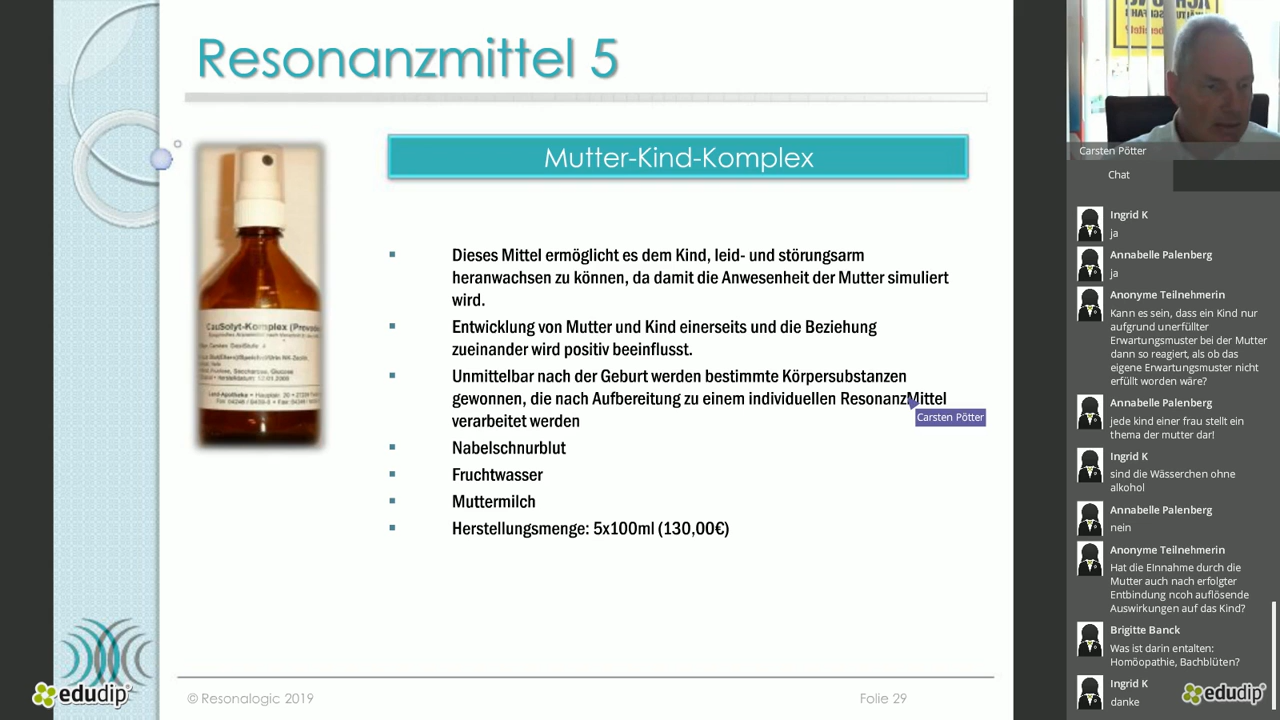 Resonanzmittel 5
Mutter-Kind-Komplex
Dieses Mittel ermöglicht es dem Kind, leid- und störungsarm
heranwachsen zu können, da damit die Anwesenheit der Mutter simuliert
wird.
Entwicklung von Mutter und Kind einerseits und die Beziehung
zueinander wird positiv beeinflusst.
Unmittelbar nach der Geburt werden bestimmte Körpersubstanzen
gewonnen, die nach Aufbereitung zu einem individuellen ResonanzMittel
verarbeitet werden
Carsten Pötter
Nabelschnurblut
Fruchtwasser
Muttermilch
Herstellungsmenge: 5x100ml (130,00€)
CauSolyt-Komplex
© Resonalogic 2019
Folie 29
edudip
Carsten Pötter
Chat
Ingrid K
ja
Annabelle Palenberg
ja
Anonyme Teilnehmerin
Kann es sein, dass ein Kind nur
aufgrund unerfüllter
Erwartungsmuster bei der Mutter
dann so reagiert, als ob das
eigene Erwartungsmuster nicht
erfüllt worden wäre?
Annabelle Palenberg
jede kind einer frau stellt ein
thema der mutter dar!
Ingrid K
sind die Wässerchen ohne
alkohol
Annabelle Palenberg
nein
Anonyme Teilnehmerin
Hat die EInnahme durch die
Mutter auch nach erfolgter
Entbindung ncoh auflösende
Auswirkungen auf das Kind?
Brigitte Banck
Was ist darin entalten:
Homöopathie, Bachblüten?
Ingrid K
danke
edudip